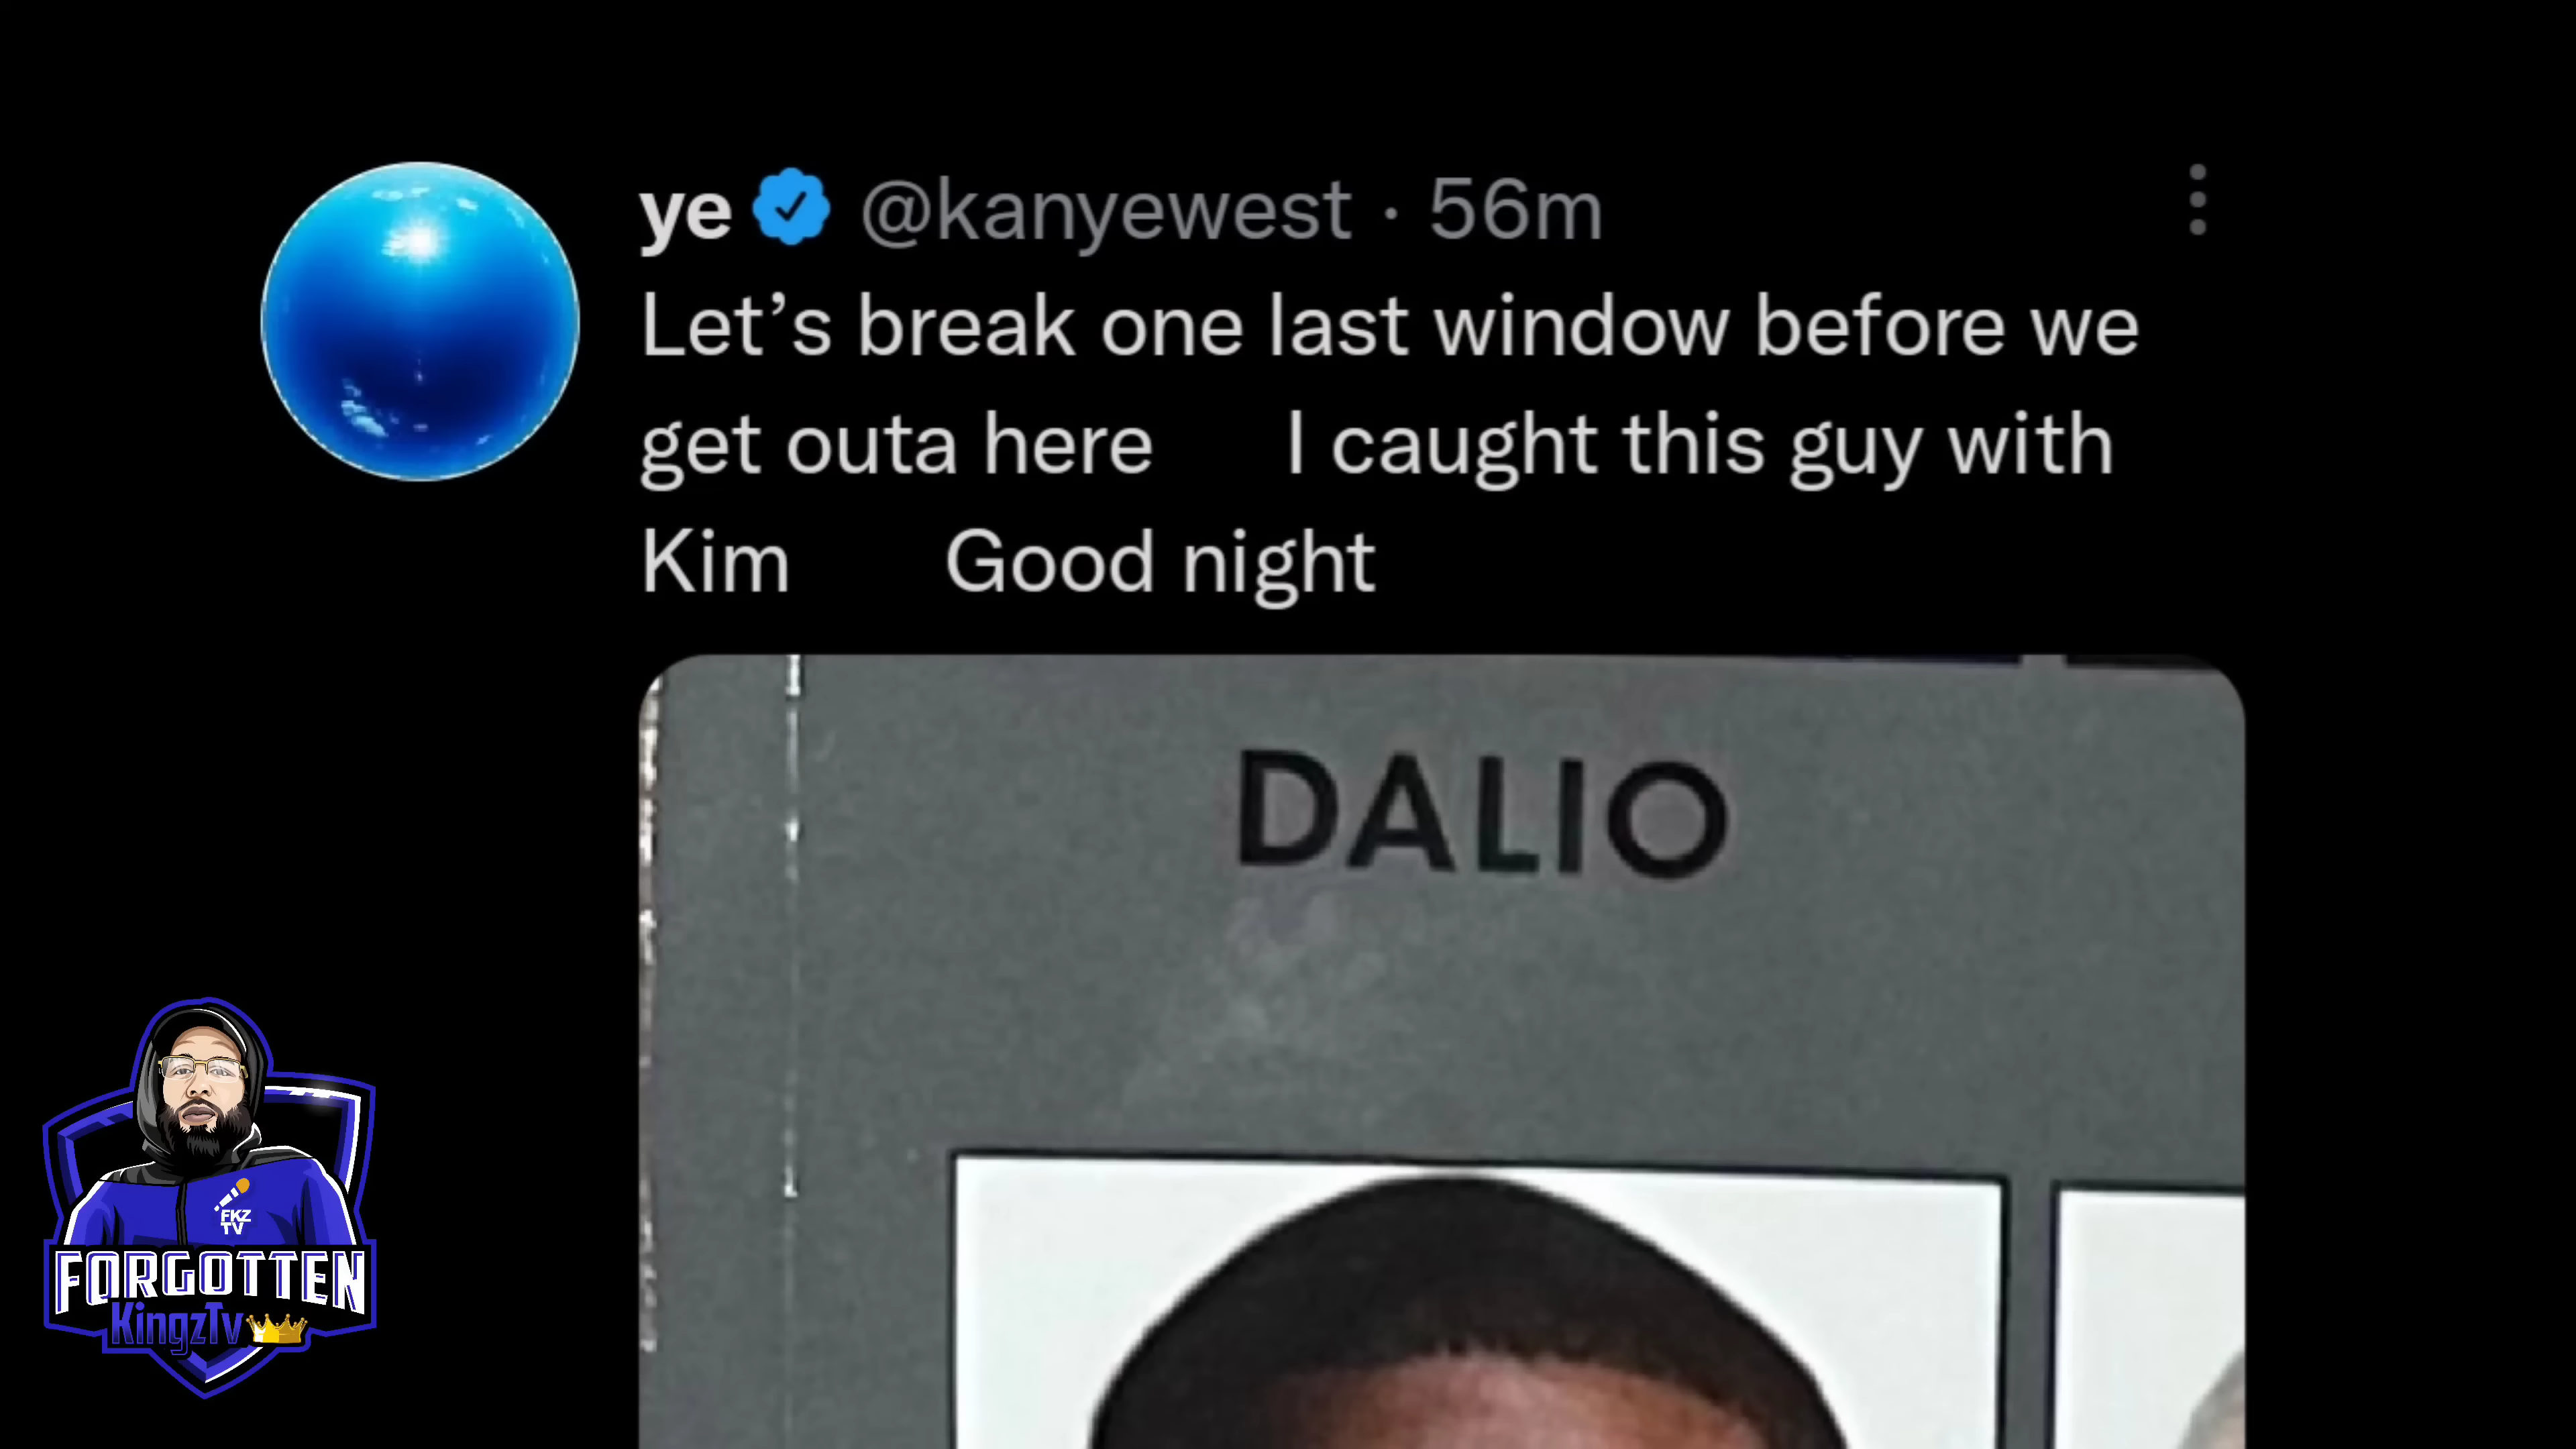 ye @kanyewest · 56m
Let’s break one last window before we
get outa here I caught this guy with
Kim Good night
DALIO
FKZ
TV
FORGOTTEN
KingzTv